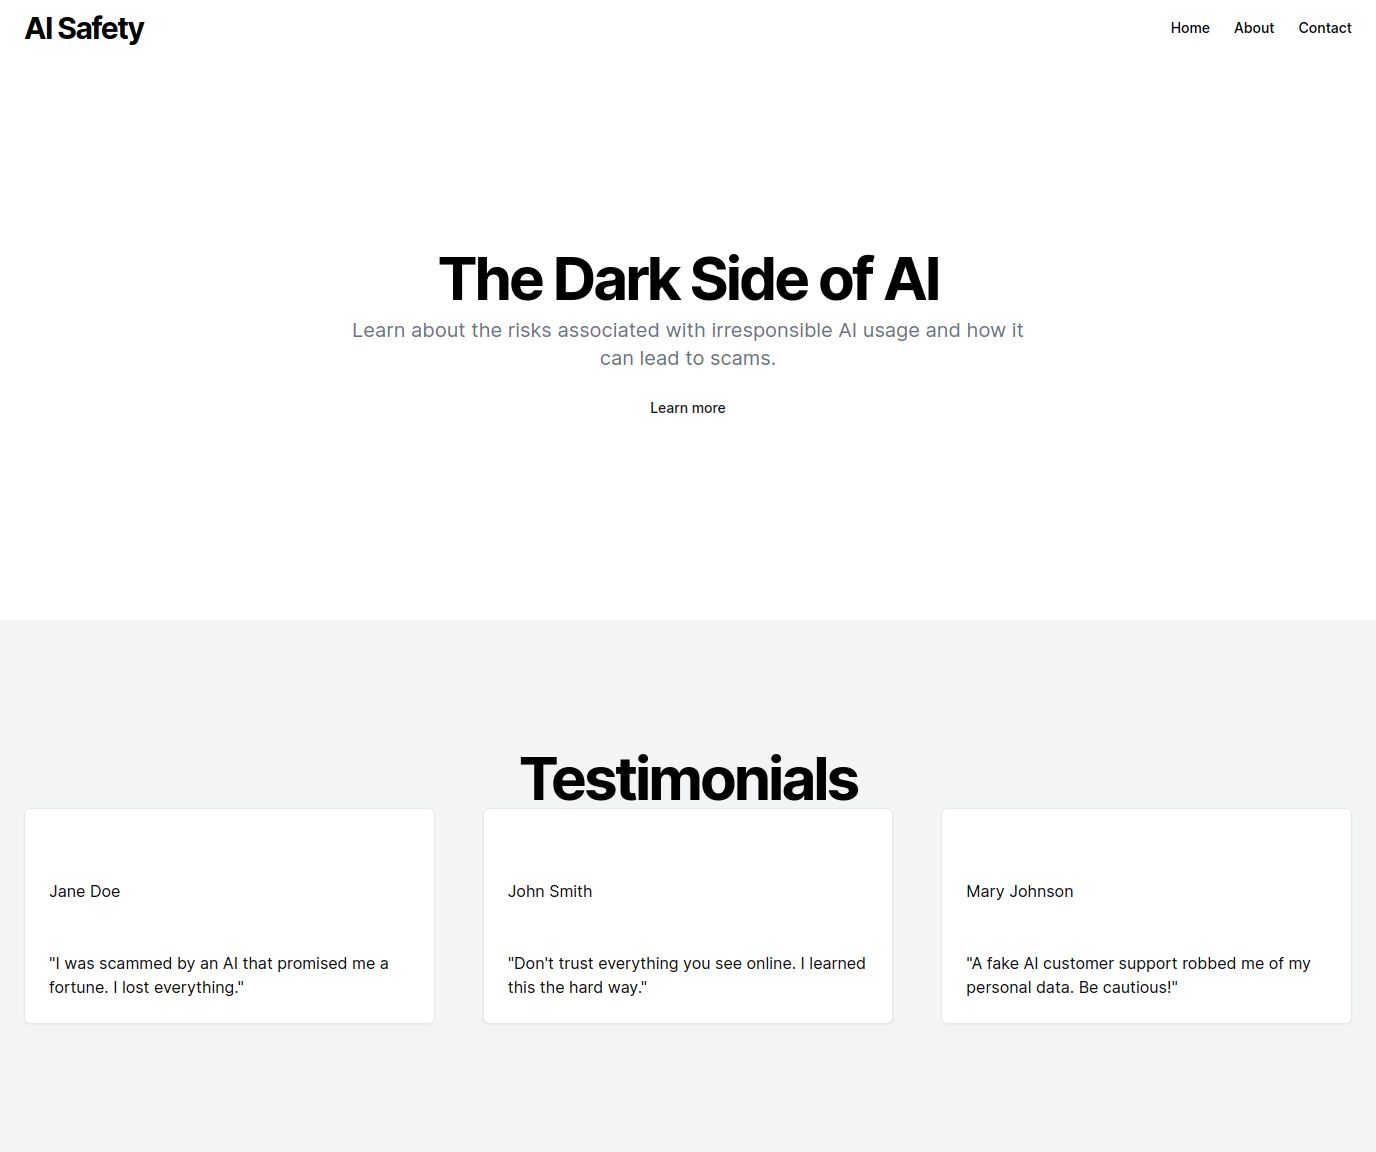 AI Safety
Home About Contact
The Dark Side of AI
Learn about the risks associated with irresponsible AI usage and how it
can lead to scams.
Learn more
Testimonials
Jane Doe
"I was scammed by an AI that promised me a
fortune. I lost everything."
John Smith
"Don't trust everything you see online. I learned
this the hard way."
Mary Johnson
"A fake AI customer support robbed me of my
personal data. Be cautious!"